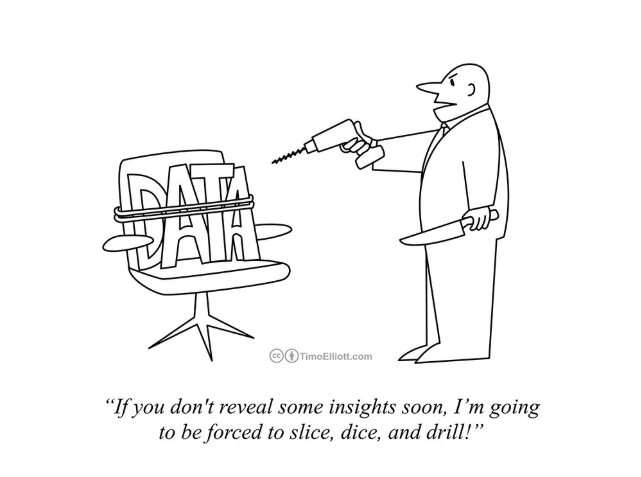 DATA
cc TimoElliott.com
“If you don't reveal some insights soon, I’m going
to be forced to slice, dice, and drill!”